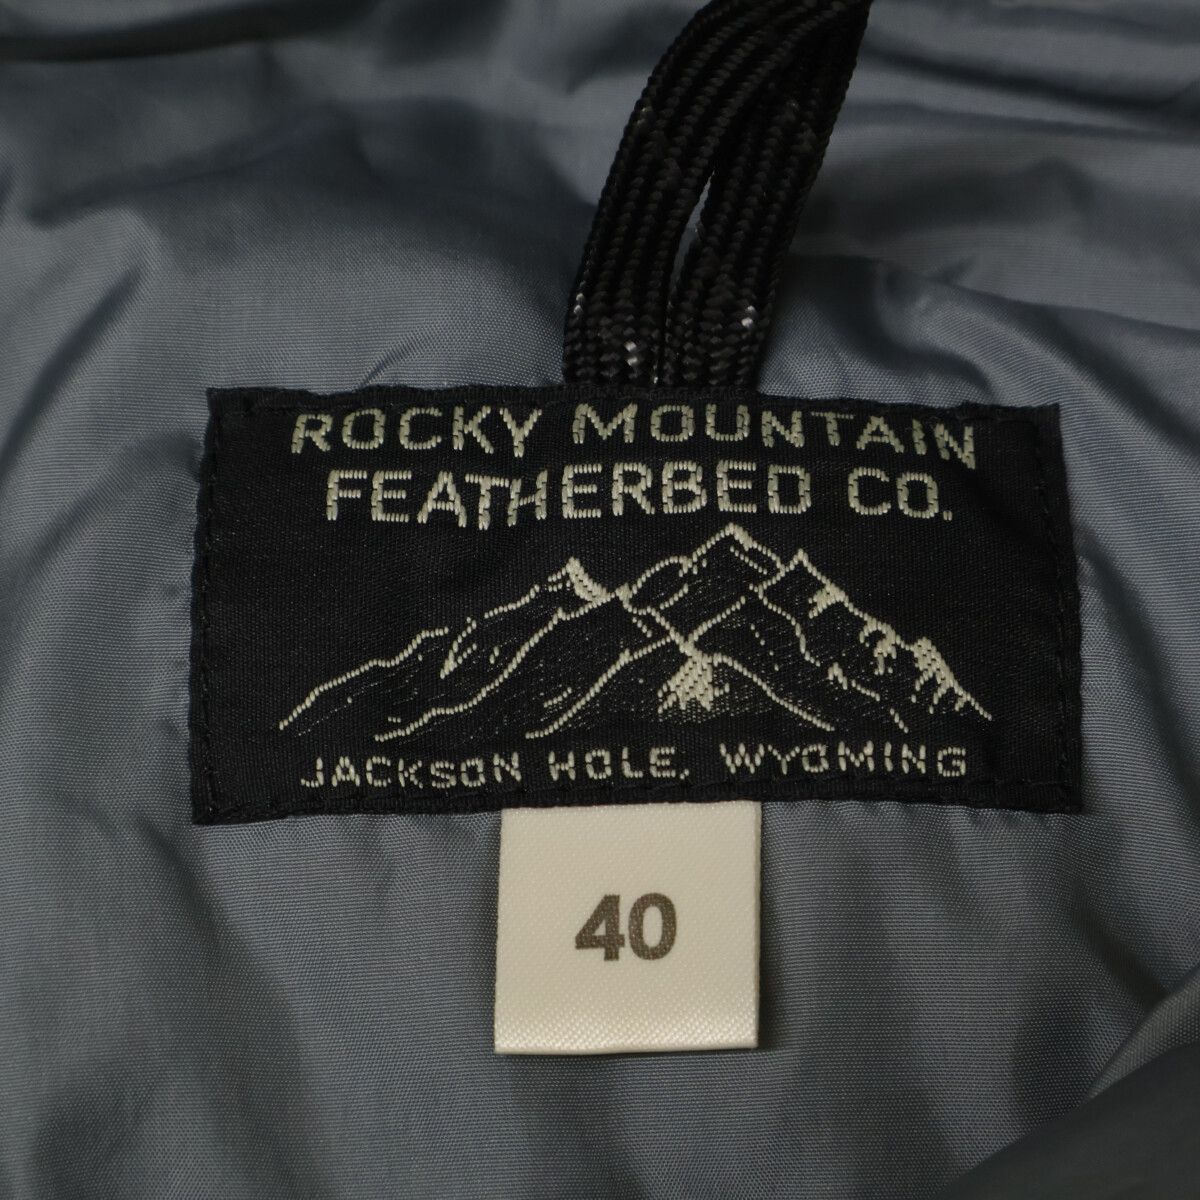 ROCKY MOUNTAIN
FEATHERBED CO.
JACKSON HOLE, WYOMING
40